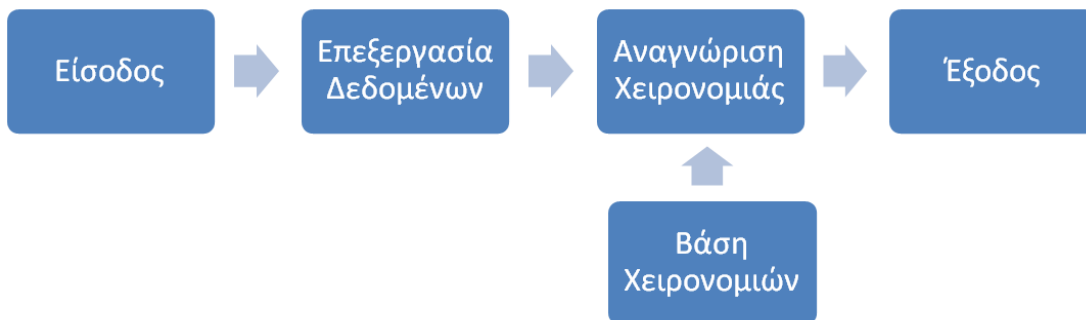 Είσοδος
Επεξεργασία
Δεδομένων
Αναγνώριση
Χειρονομιάς
Έξοδος
Βάση
Χειρονομιών